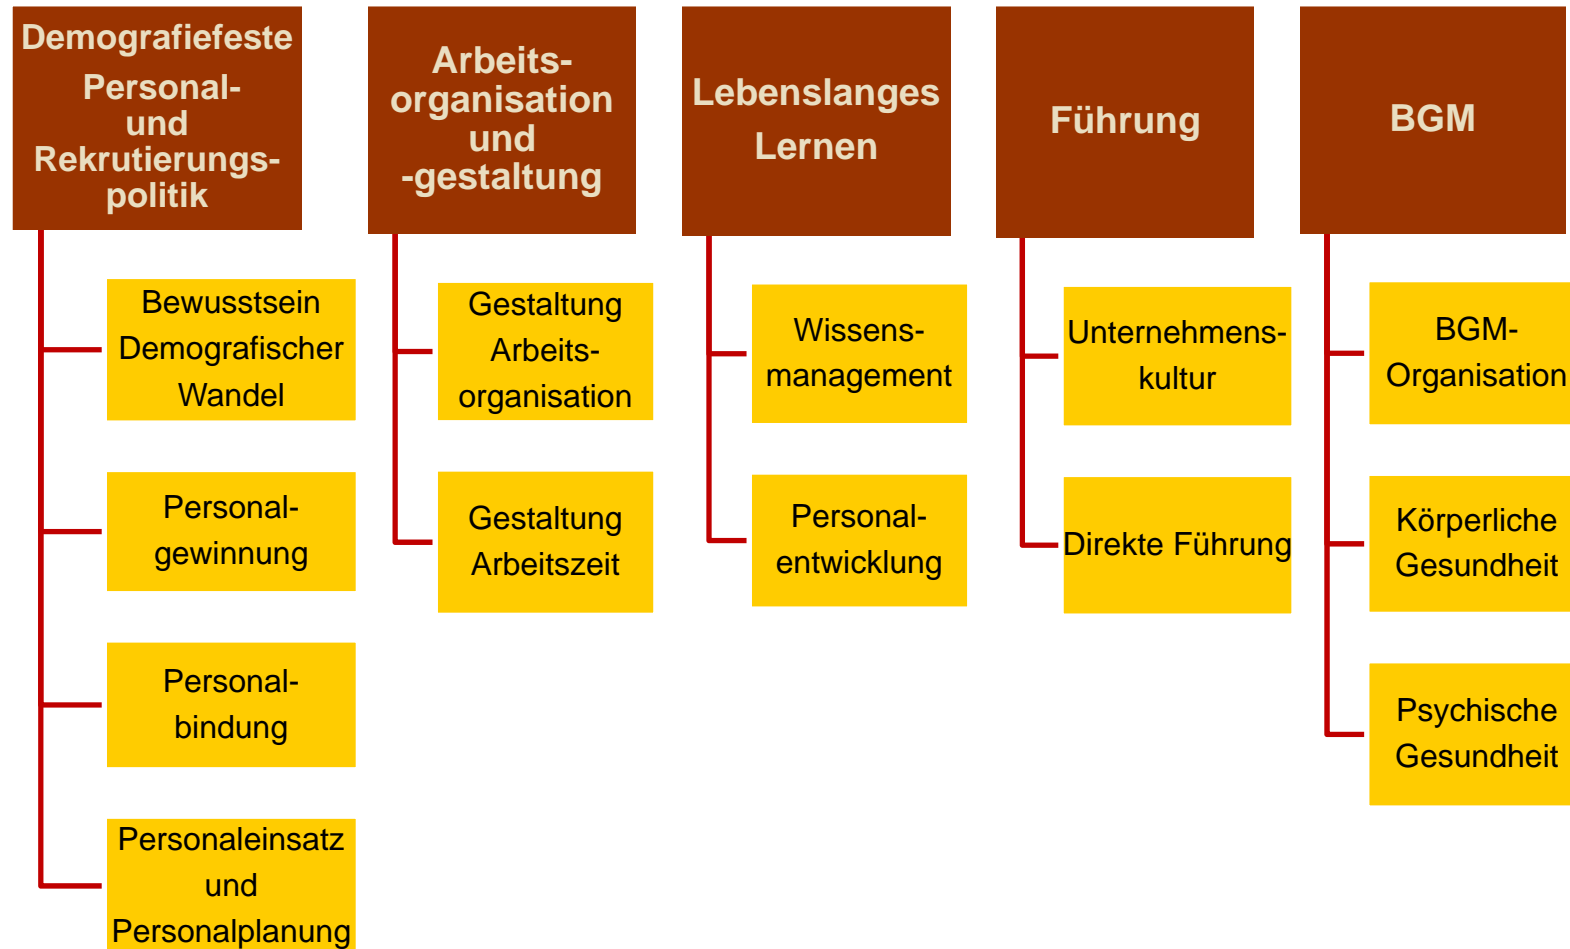 Demografiefeste
Personal-
und
Rekrutierungs-
politik
Bewusstsein
Demografischer
Wandel
Personal-
gewinnung
Personal-
bindung
Personaleinsatz
und
Personalplanung
Arbeits-
organisation
und
-gestaltung
Gestaltung
Arbeits-
organisation
Gestaltung
Arbeitszeit
Lebenslanges
Lernen
Wissens-
management
Personal-
entwicklung
Führung
Unternehmens-
kultur
Direkte Führung
BGM
BGM-
Organisation
Körperliche
Gesundheit
Psychische
Gesundheit